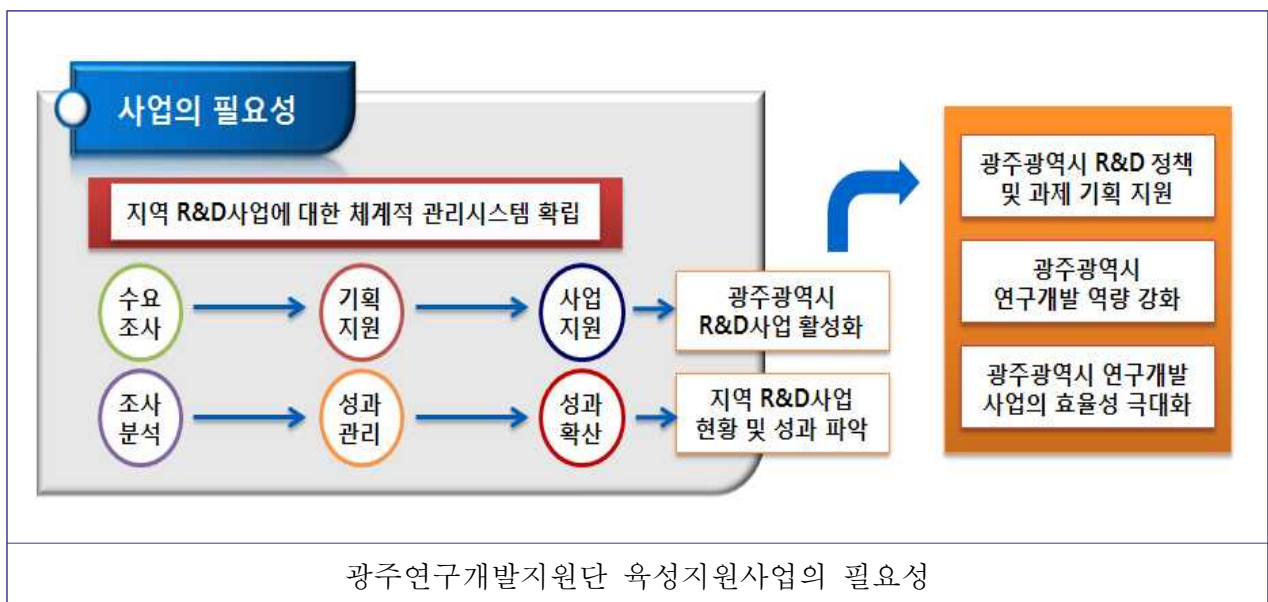 사업의 필요성
지역 R&D사업에 대한 체계적 관리시스템 확립
수요
조사
기획
지원
사업
지원
광주광역시
R&D사업 활성화
조사
분석
성과
관리
성과
확산
지역 R&D사업
현황 및 성과 파악
광주광역시 R&D 정책
및 과제 기획 지원
광주광역시
연구개발 역량 강화
광주광역시 연구개발
사업의 효율성 극대화
광주연구개발지원단 육성지원사업의 필요성